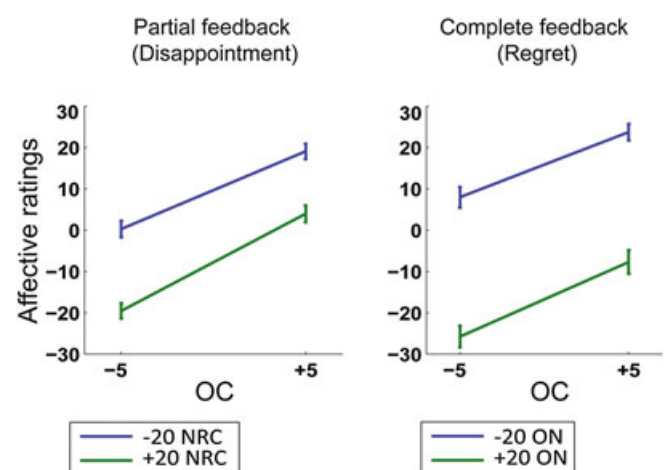 Partial feedback
(Disappointment)
Complete feedback
(Regret)
Affective ratings
30
20
10
0
−10
−20
−30
−5
+5
OC
30
20
10
0
−10
−20
−30
−5
+5
OC
-20 NRC
+20 NRC
-20 ON
+20 ON